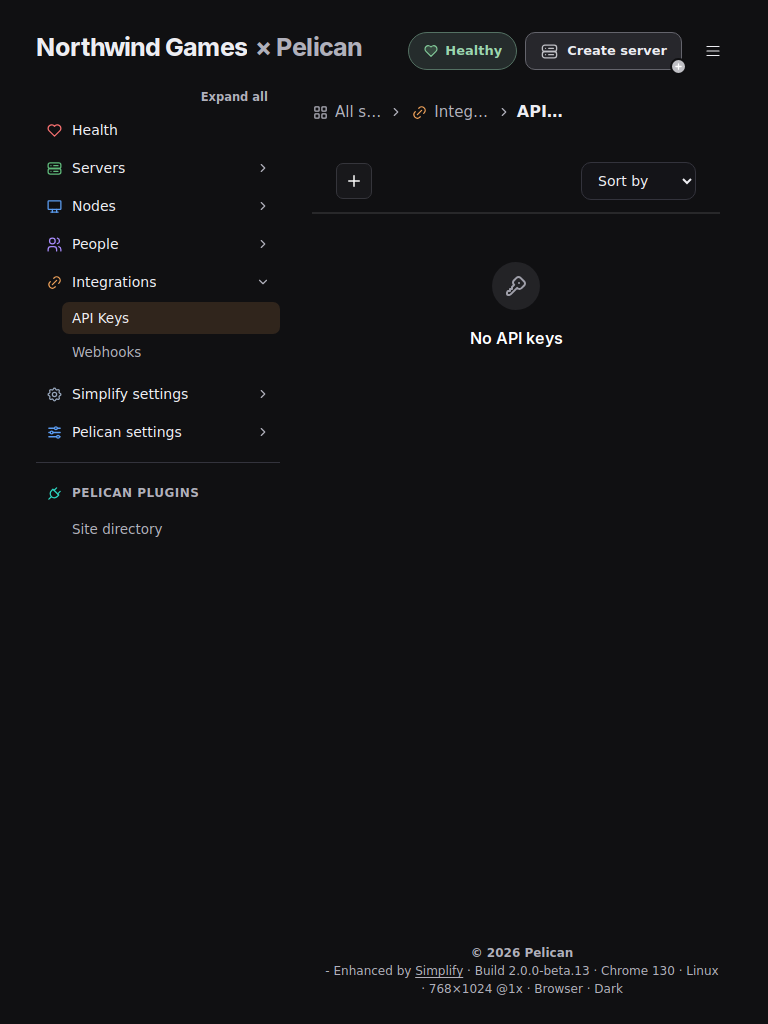 Northwind Games × Pelican
Healthy
Create server
Expand all
Health
Servers
Nodes
People
Integrations
API Keys
Webhooks
Simplify settings
Pelican settings
PELICAN PLUGINS
Site directory
All s… › Integ… › API…
Sort by
No API keys
© 2026 Pelican
- Enhanced by Simplify · Build 2.0.0-beta.13 · Chrome 130 · Linux
· 768×1024 @1x · Browser · Dark